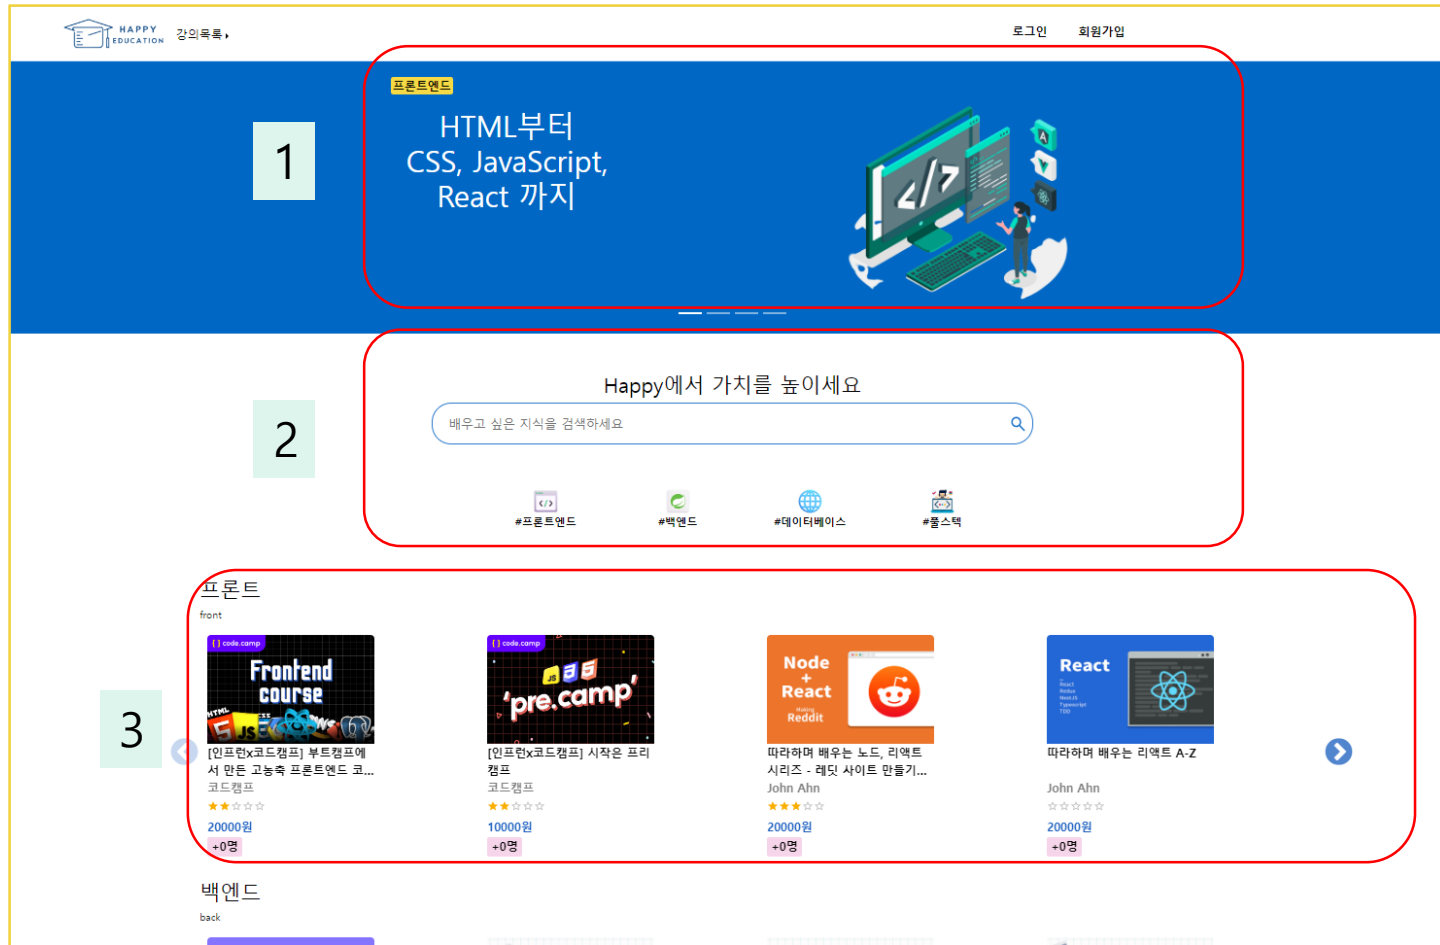 HAPPY
EDUCATION
강의목록
로그인 회원가입
1
프론트엔드
HTML부터
CSS, JavaScript,
React 까지
</>
A
2
Happy에서 가치를 높이세요
배우고 싶은 지식을 검색하세요
#프론트엔드 #백엔드 #데이터베이스 #풀스텍
3
프론트
front
[ ] code.camp
Frontend
course
HTML
JS
[ ] code.camp
JS
'pre.camp'
Node
+
React
Making
Reddit
React
React
Redux
NextJS
Typescript
TDD
[인프런x코드캠프] 부트캠프에
서 만든 고농축 프론트엔드 코...
코드캠프
20000원
+0명
[인프런x코드캠프] 시작은 프리
캠프
코드캠프
10000원
+0명
따라하며 배우는 노드, 리액트
시리즈 - 레딧 사이트 만들기...
John Ahn
20000원
+0명
따라하며 배우는 리액트 A-Z
John Ahn
20000원
+0명
백엔드
back